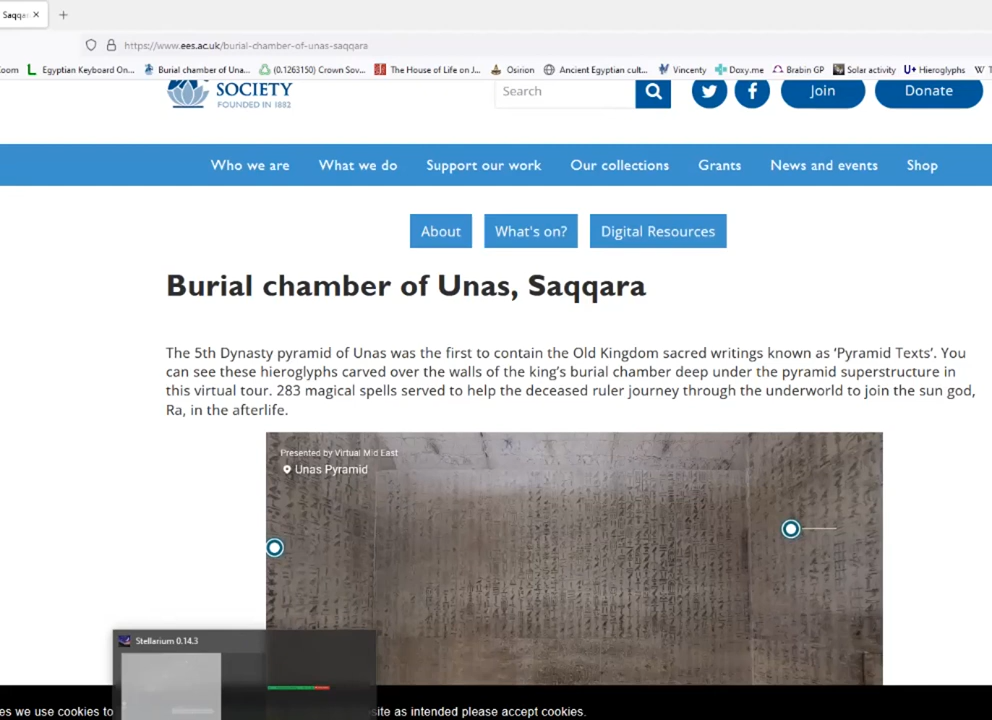 Saqqa
https://www.ees.ac.uk/burial-chamber-of-unas-saqqara
oom Egyptian Keyboard On... Burial chamber of Una... (0.1263150) Crown Sov... The House of Life on J... Osirion Ancient Egyptian cult... Vincenty Doxy.me Brabin GP Solar activity U+ Hieroglyphs W T
SOCIETY
FOUNDED IN 1882
Search
Join
Donate
Who we are What we do Support our work Our collections Grants News and events Shop
About What's on? Digital Resources
Burial chamber of Unas, Saqqara
The 5th Dynasty pyramid of Unas was the first to contain the Old Kingdom sacred writings known as ‘Pyramid Texts’. You
can see these hieroglyphs carved over the walls of the king’s burial chamber deep under the pyramid superstructure in
this virtual tour. 283 magical spells served to help the deceased ruler journey through the underworld to join the sun god,
Ra, in the afterlife.
Presented by Virtual Mid East
Unas Pyramid
Stellarium 0.14.3
es we use cookies to
site as intended please accept cookies.